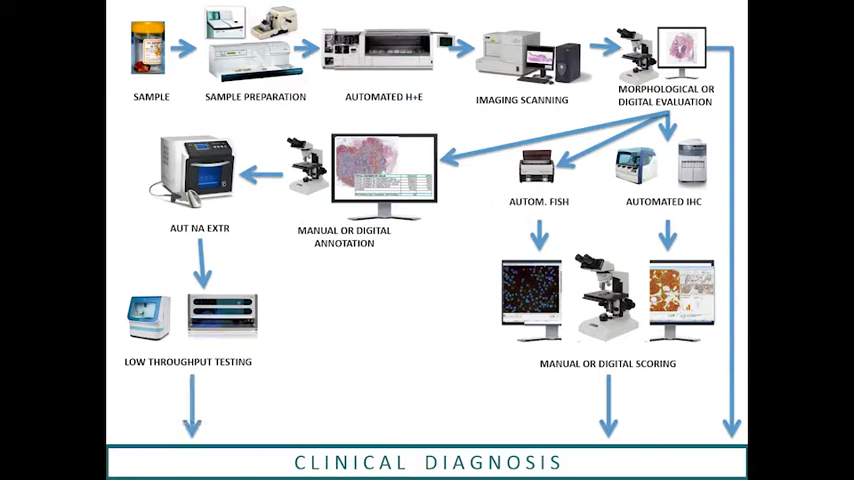 SAMPLE
SAMPLE PREPARATION
AUTOMATED H+E
IMAGING SCANNING
MORPHOLOGICAL OR
DIGITAL EVALUATION
AUT NA EXTR
MANUAL OR DIGITAL
ANNOTATION
AUTOM. FISH
AUTOMATED IHC
LOW THROUGHPUT TESTING
MANUAL OR DIGITAL SCORING
CLINICAL DIAGNOSIS